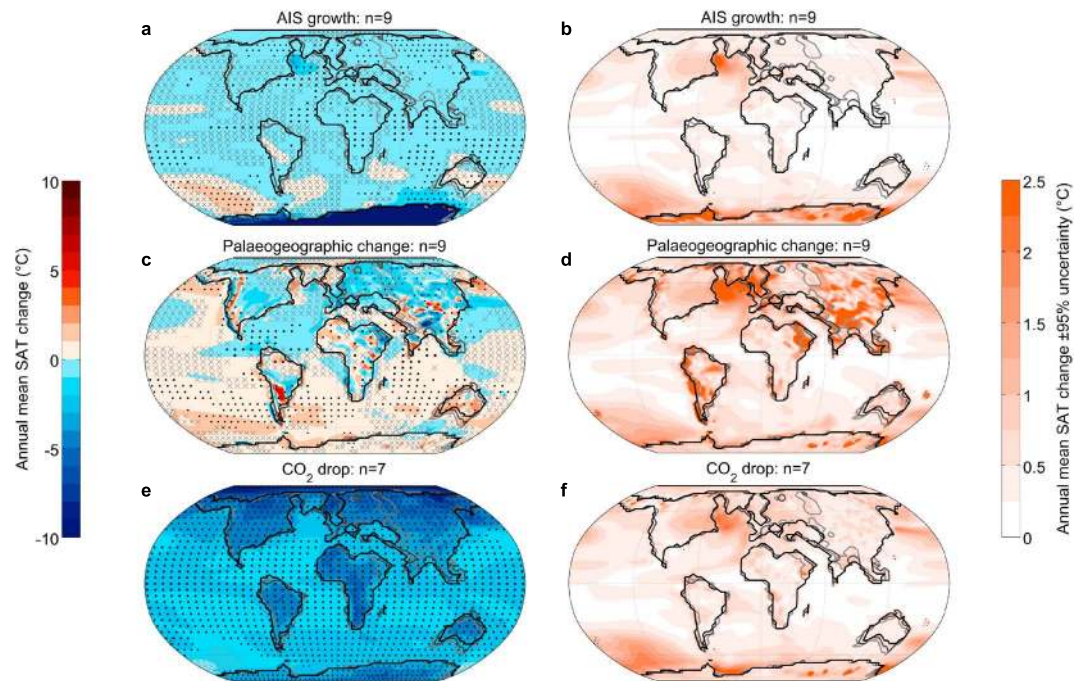 AIS growth: n=9
a
AIS growth: n=9
b
Palaeogeographic change: n=9
c
Palaeogeographic change: n=9
d
CO2 drop: n=7
e
CO2 drop: n=7
f
Annual mean SAT change (°C)
10
5
0
-5
-10
Annual mean SAT change ±95% uncertainty (°C)
2.5
2
1.5
1
0.5
0